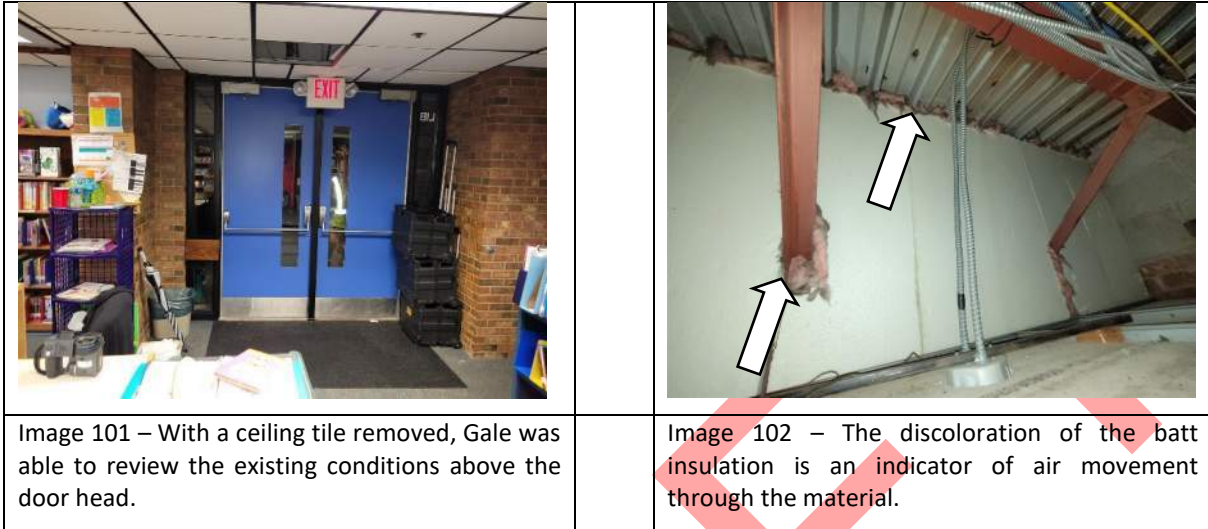 EXIT
Image 101 – With a ceiling tile removed, Gale was
able to review the existing conditions above the
door head.
Image 102 – The discoloration of the batt
insulation is an indicator of air movement
through the material.